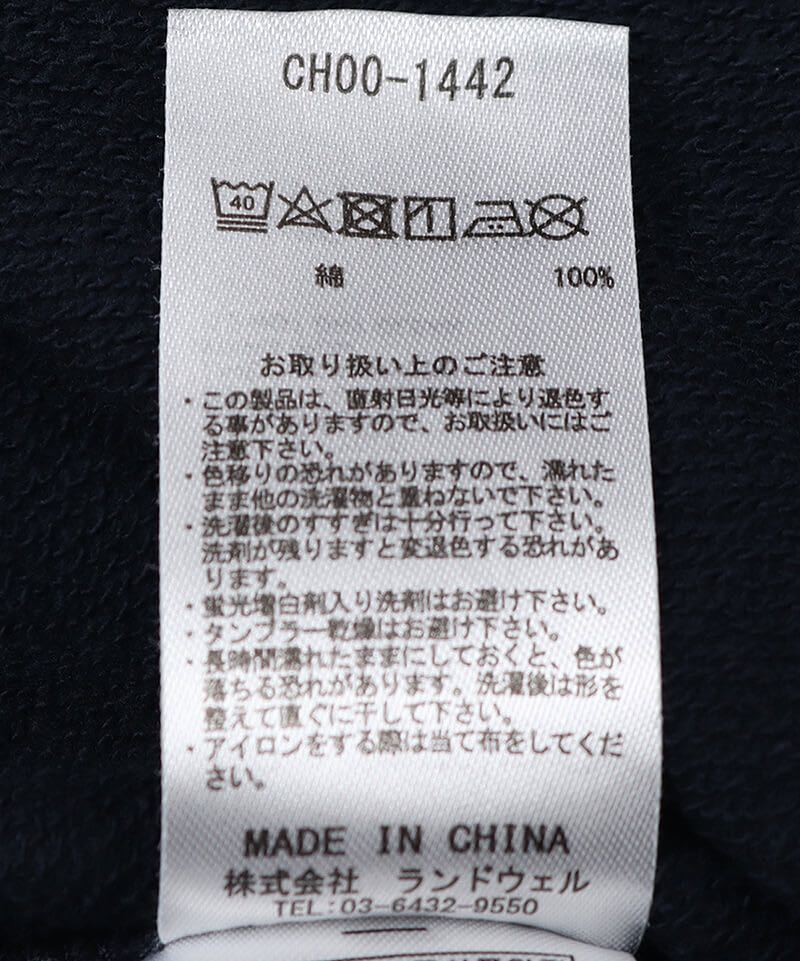 CH00-1442
40
綿 100%
お取り扱い上のご注意
・この製品は、直射日光等により退色す
る事がありますので、お取扱いにはご
注意下さい。
・色移りの恐れがありますので、濡れた
まま他の洗濯物と重ねないで下さい。
・洗濯後のすすぎは十分行って下さい。
洗剤が残りますと変退色する恐れがあ
ります。
・蛍光増白剤入り洗剤はお避け下さい。
・タンブラー乾燥はお避け下さい。
・長時間濡れたままにしておくと、色が
落ちる恐れがあります。洗濯後は形を
整えて直ぐに干して下さい。
・アイロンをする際は当て布をしてくだ
さい。
MADE IN CHINA
株式会社 ランドウェル
TEL:03-6432-9550